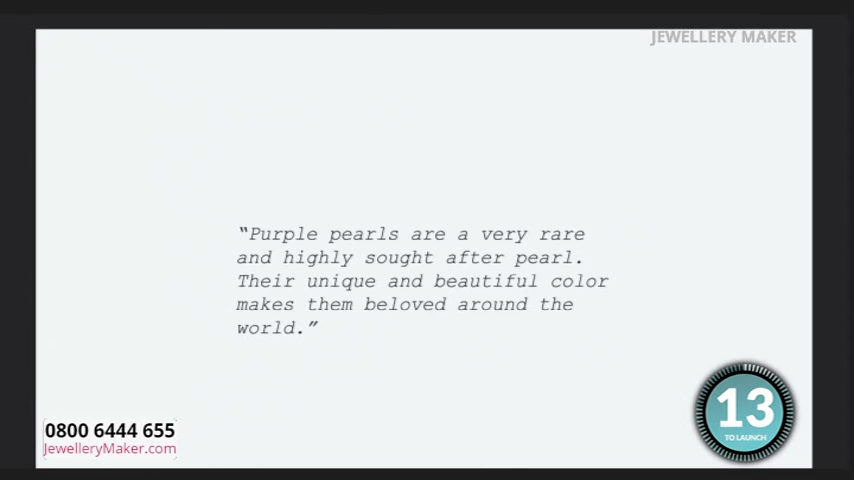 JEWELLERY MAKER
“Purple pearls are a very rare
and highly sought after pearl.
Their unique and beautiful color
makes them beloved around the
world.”
13
TO LAUNCH
0800 6444 655
JewelleryMaker.com